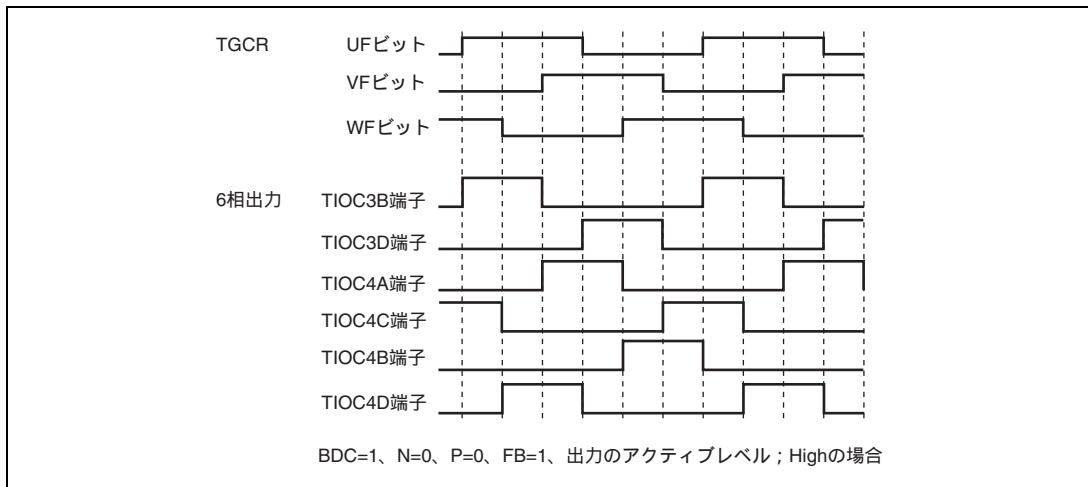 TGCR UFビット
VFビット
WFビット
6相出力 TIOC3B端子
TIOC3D端子
TIOC4A端子
TIOC4C端子
TIOC4B端子
TIOC4D端子
BDC=1、N=0、P=0、FB=1、出力のアクティブレベル；Highの場合